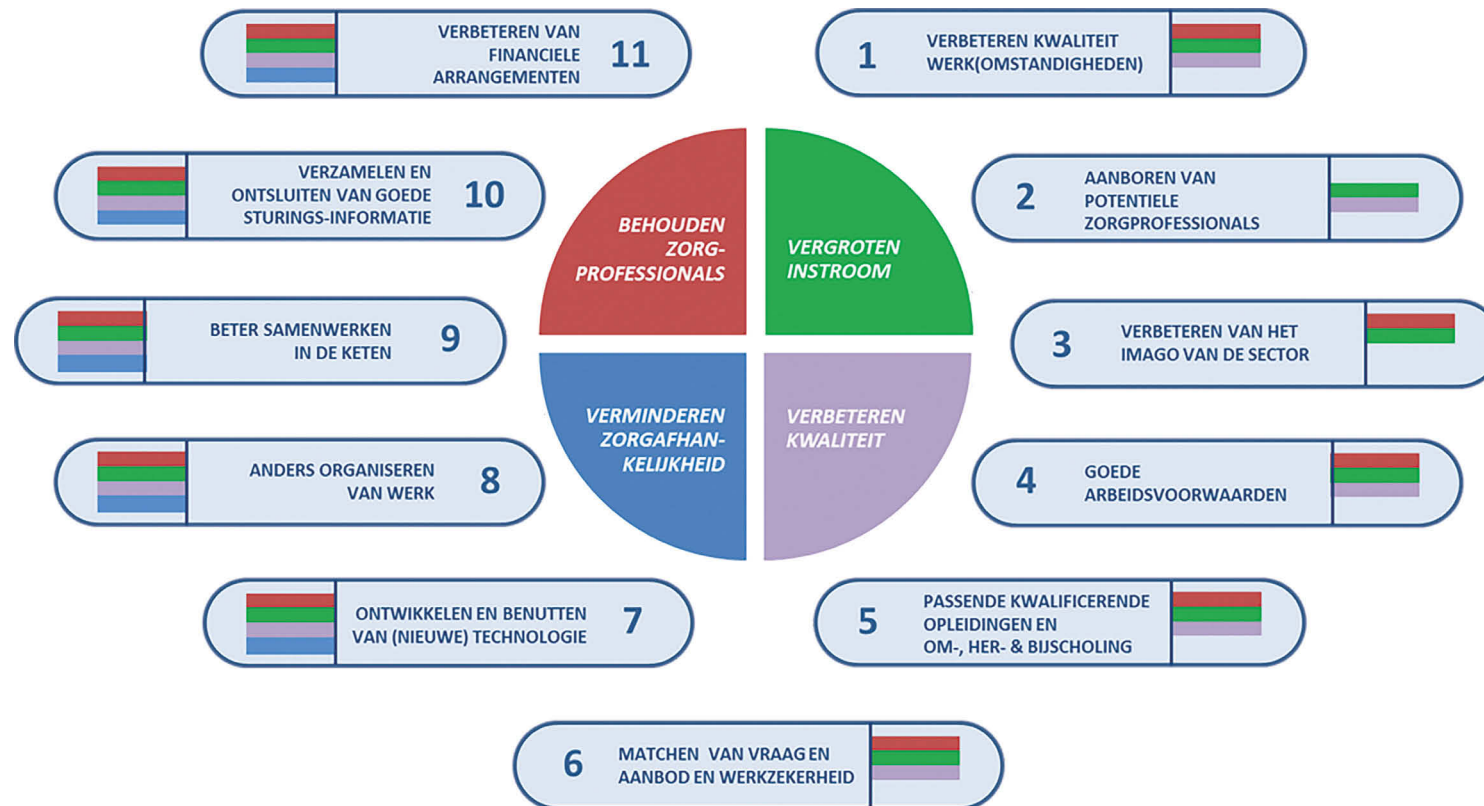 VERBETEREN VAN
FINANCIELE
ARRANGEMENTEN
11
1
VERBETEREN KWALITEIT
WERK(OMSTANDIGHEDEN)
VERZAMELEN EN
ONTSLUITEN VAN GOEDE
STURINGS-INFORMATIE
10
2
AANBOREN VAN
POTENTIELE
ZORGPROFESSIONALS
BEHOUDEN
ZORG-
PROFESSIONALS
VERGROTEN
INSTROOM
BETER SAMENWERKEN
IN DE KETEN
9
3
VERBETEREN VAN HET
IMAGO VAN DE SECTOR
VERMINDEREN
ZORGAFHAN-
KELIJKHEID
VERBETEREN
KWALITEIT
ANDERS ORGANISEREN
VAN WERK
8
4
GOEDE
ARBEIDSVOORWAARDEN
ONTWIKKELEN EN BENUTTEN
VAN (NIEUWE) TECHNOLOGIE
7
5
PASSENDE KWALIFICERENDE
OPLEIDINGEN EN
OM-, HER- & BIJSCHOLING
6
MATCHEN VAN VRAAG EN
AANBOD EN WERKZEKERHEID